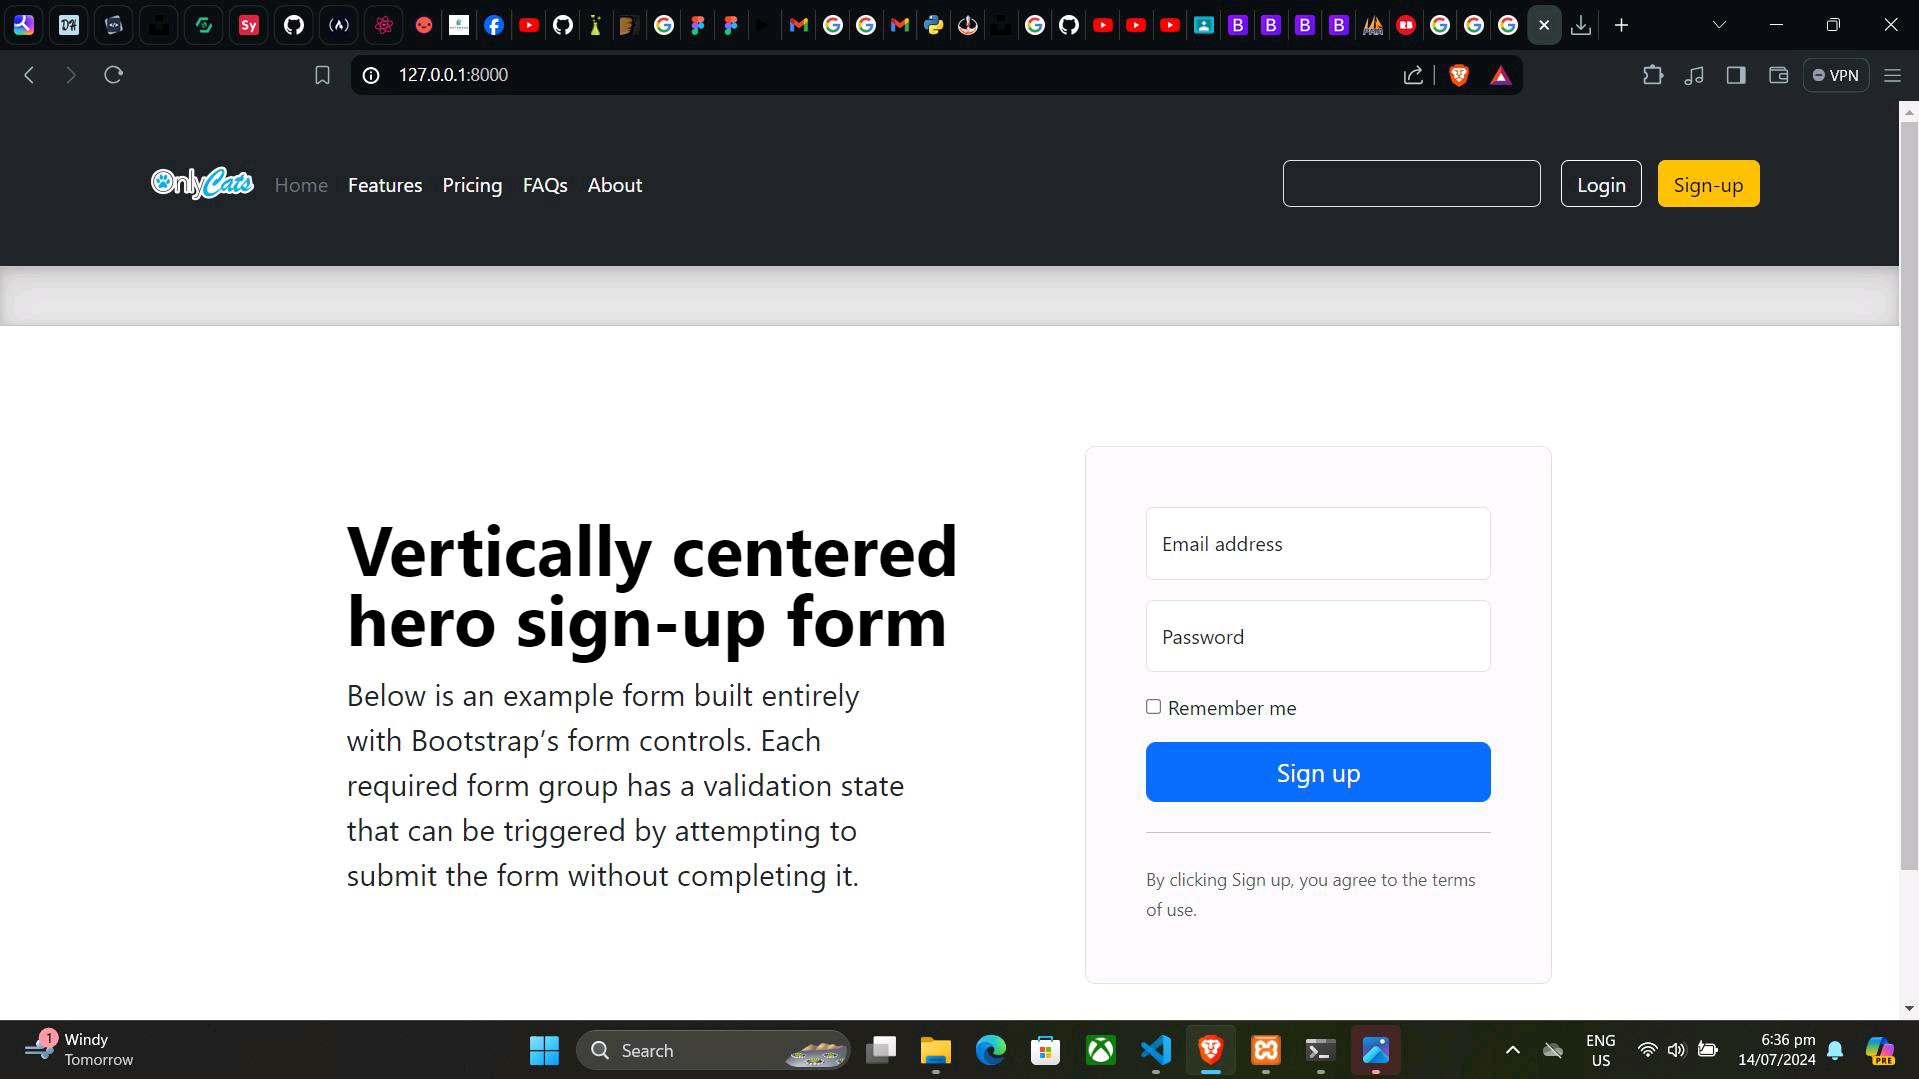 Sy
127.0.0.1:8000
VPN
OnlyCats
Home
Features
Pricing
FAQs
About
Login
Sign-up
Vertically centered
hero sign-up form
Below is an example form built entirely
with Bootstrap’s form controls. Each
required form group has a validation state
that can be triggered by attempting to
submit the form without completing it.
Email address
Password
Remember me
Sign up
By clicking Sign up, you agree to the terms
of use.
1
Windy
Tomorrow
Search
ENG
US
6:36 pm
14/07/2024
PRE